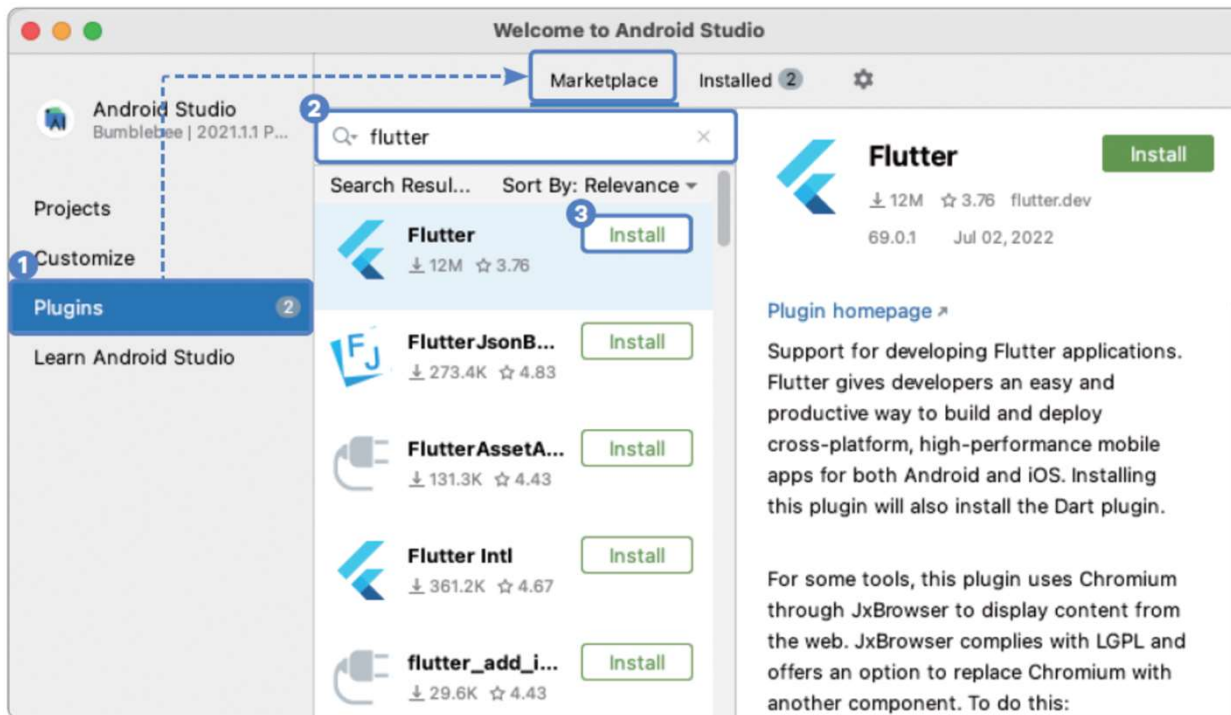 Welcome to Android Studio
Android Studio
Bumblebee | 2021.1.1 P...
Projects
Customize
1
Plugins 2
Learn Android Studio
Marketplace Installed 2
2
flutter
Search Resul... Sort By: Relevance
3
Flutter Install
12M 3.76
FlutterJsonB... Install
273.4K 4.83
FlutterAssetA... Install
131.3K 4.43
Flutter Intl Install
361.2K 4.67
flutter_add_i... Install
29.6K 4.43
Flutter Install
12M 3.76 flutter.dev
69.0.1 Jul 02, 2022
Plugin homepage
Support for developing Flutter applications.
Flutter gives developers an easy and
productive way to build and deploy
cross-platform, high-performance mobile
apps for both Android and iOS. Installing
this plugin will also install the Dart plugin.
For some tools, this plugin uses Chromium
through JxBrowser to display content from
the web. JxBrowser complies with LGPL and
offers an option to replace Chromium with
another component. To do this: